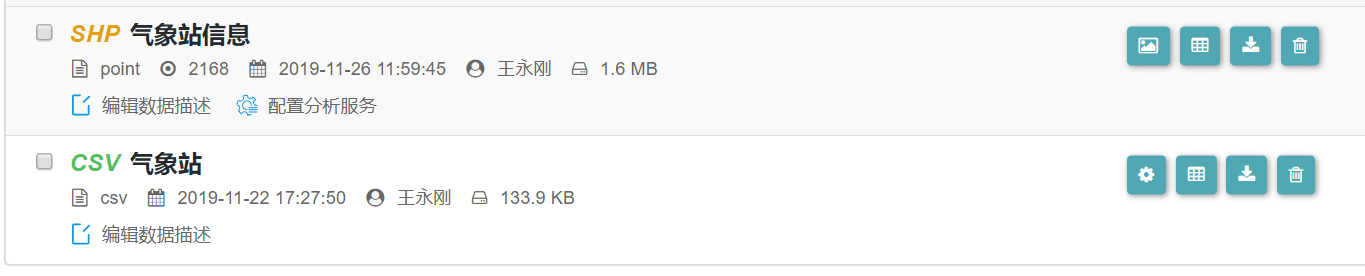 SHP 气象站信息
point 2168 2019-11-26 11:59:45 王永刚 1.6 MB
编辑数据描述 配置分析服务
CSV 气象站
csv 2019-11-22 17:27:50 王永刚 133.9 KB
编辑数据描述